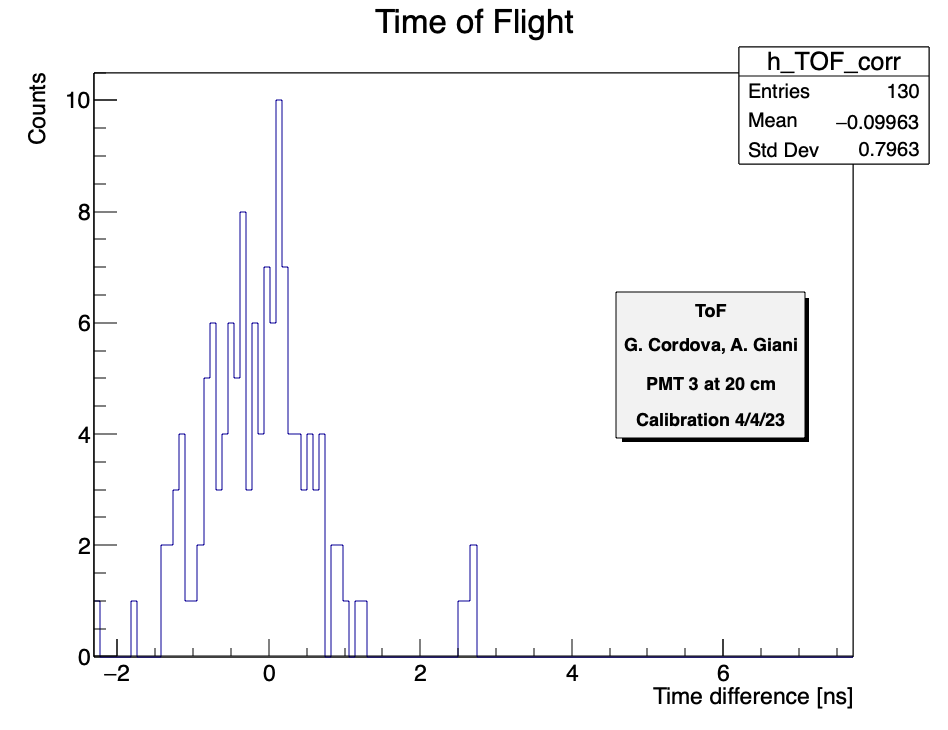 Time of Flight
h_TOF_corr
Entries 130
Mean −0.09963
Std Dev 0.7963
Counts
10
8
6
4
2
0
ToF
G. Cordova, A. Giani
PMT 3 at 20 cm
Calibration 4/4/23
−2 0 2 4 6
Time difference [ns]